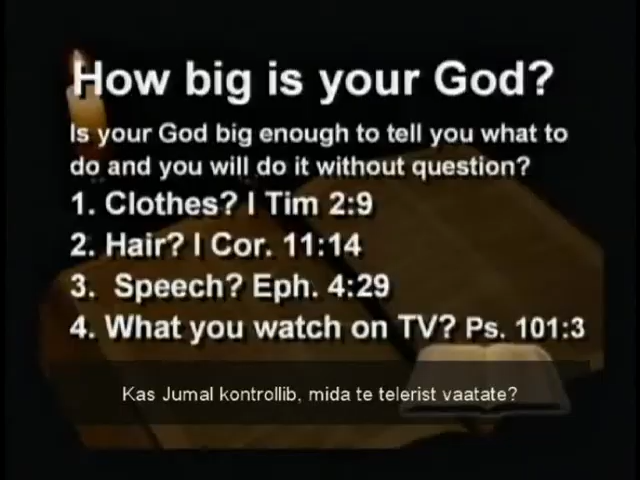 How big is your God?
Is your God big enough to tell you what to
do and you will do it without question?
1. Clothes? I Tim 2:9
2. Hair? I Cor. 11:14
3. Speech? Eph. 4:29
4. What you watch on TV? Ps. 101:3
Kas Jumal kontrollib, mida te telerist vaatate?